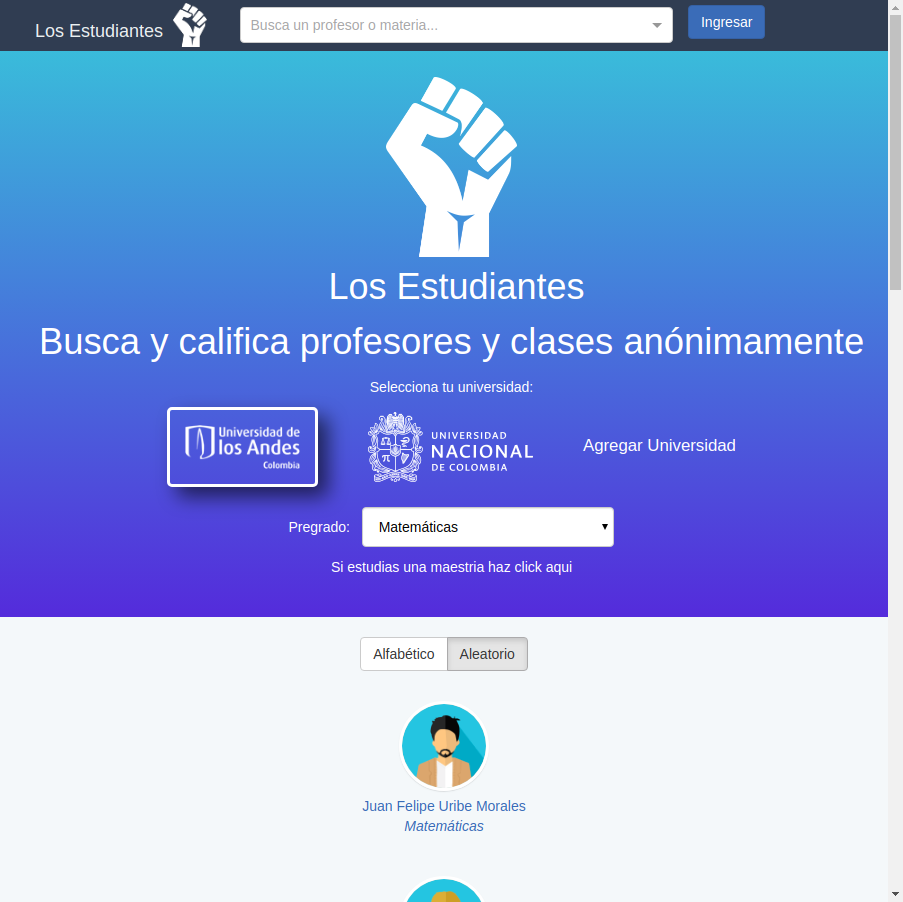 Los Estudiantes
Busca un profesor o materia...
Ingresar
Los Estudiantes
Busca y califica profesores y clases anónimamente
Selecciona tu universidad:
Universidad de
los Andes
Colombia
UNIVERSIDAD
NACIONAL
DE COLOMBIA
Agregar Universidad
Pregrado:
Matemáticas
Si estudias una maestria haz click aqui
Alfabético
Aleatorio
Juan Felipe Uribe Morales
Matemáticas